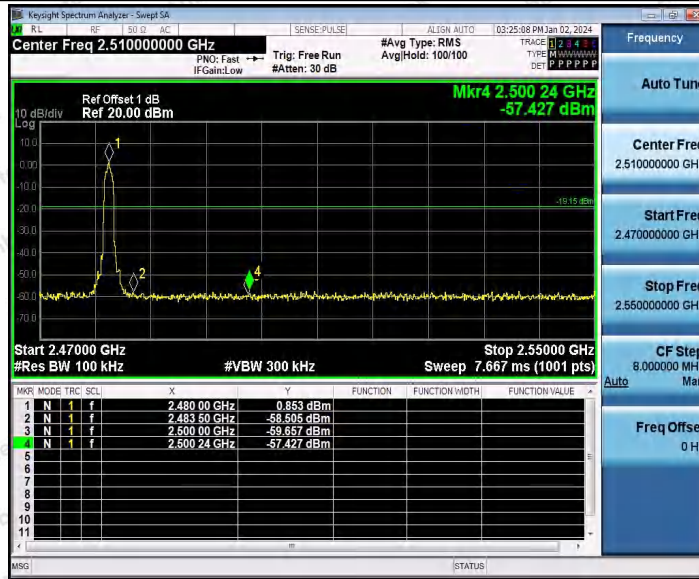 Keysight Spectrum Analyzer - Swept SA
RL RF 50 Ω AC SENSE:PULSE ALIGN AUTO 03:25:08 PM Jan 02, 2024
Center Freq 2.510000000 GHz #Avg Type: RMS TRACE 1 2 3 4 5 6 Frequency
PNO: Fast Trig: Free Run Avg|Hold: 100/100 TYPE M WWWWW
IFGain:Low #Atten: 30 dB DET P P P P P P
Auto Tune
Mkr4 2.500 24 GHz
Ref Offset 1 dB
10 dB/div Ref 20.00 dBm -57.427 dBm
Log
10.0
1
Center Freq
2.510000000 GHz
0.00
-10.0
-19.15 dBm
-20.0
Start Freq
2.470000000 GHz
-30.0
-40.0
-50.0
2 4
Stop Freq
2.550000000 GHz
-60.0
-70.0
Start 2.47000 GHz Stop 2.55000 GHz
#Res BW 100 kHz #VBW 300 kHz Sweep 7.667 ms (1001 pts)
CF Step
8.000000 MHz
Auto Man
MKR MODE TRC SCL X Y FUNCTION FUNCTION WIDTH FUNCTION VALUE
1 N 1 f 2.480 00 GHz 0.853 dBm
2 N 1 f 2.483 50 GHz -58.505 dBm
3 N 1 f 2.500 00 GHz -59.657 dBm
4 N 1 f 2.500 24 GHz -57.427 dBm
Freq Offset
0 Hz
5
6
7
8
9
10
11
MSG STATUS